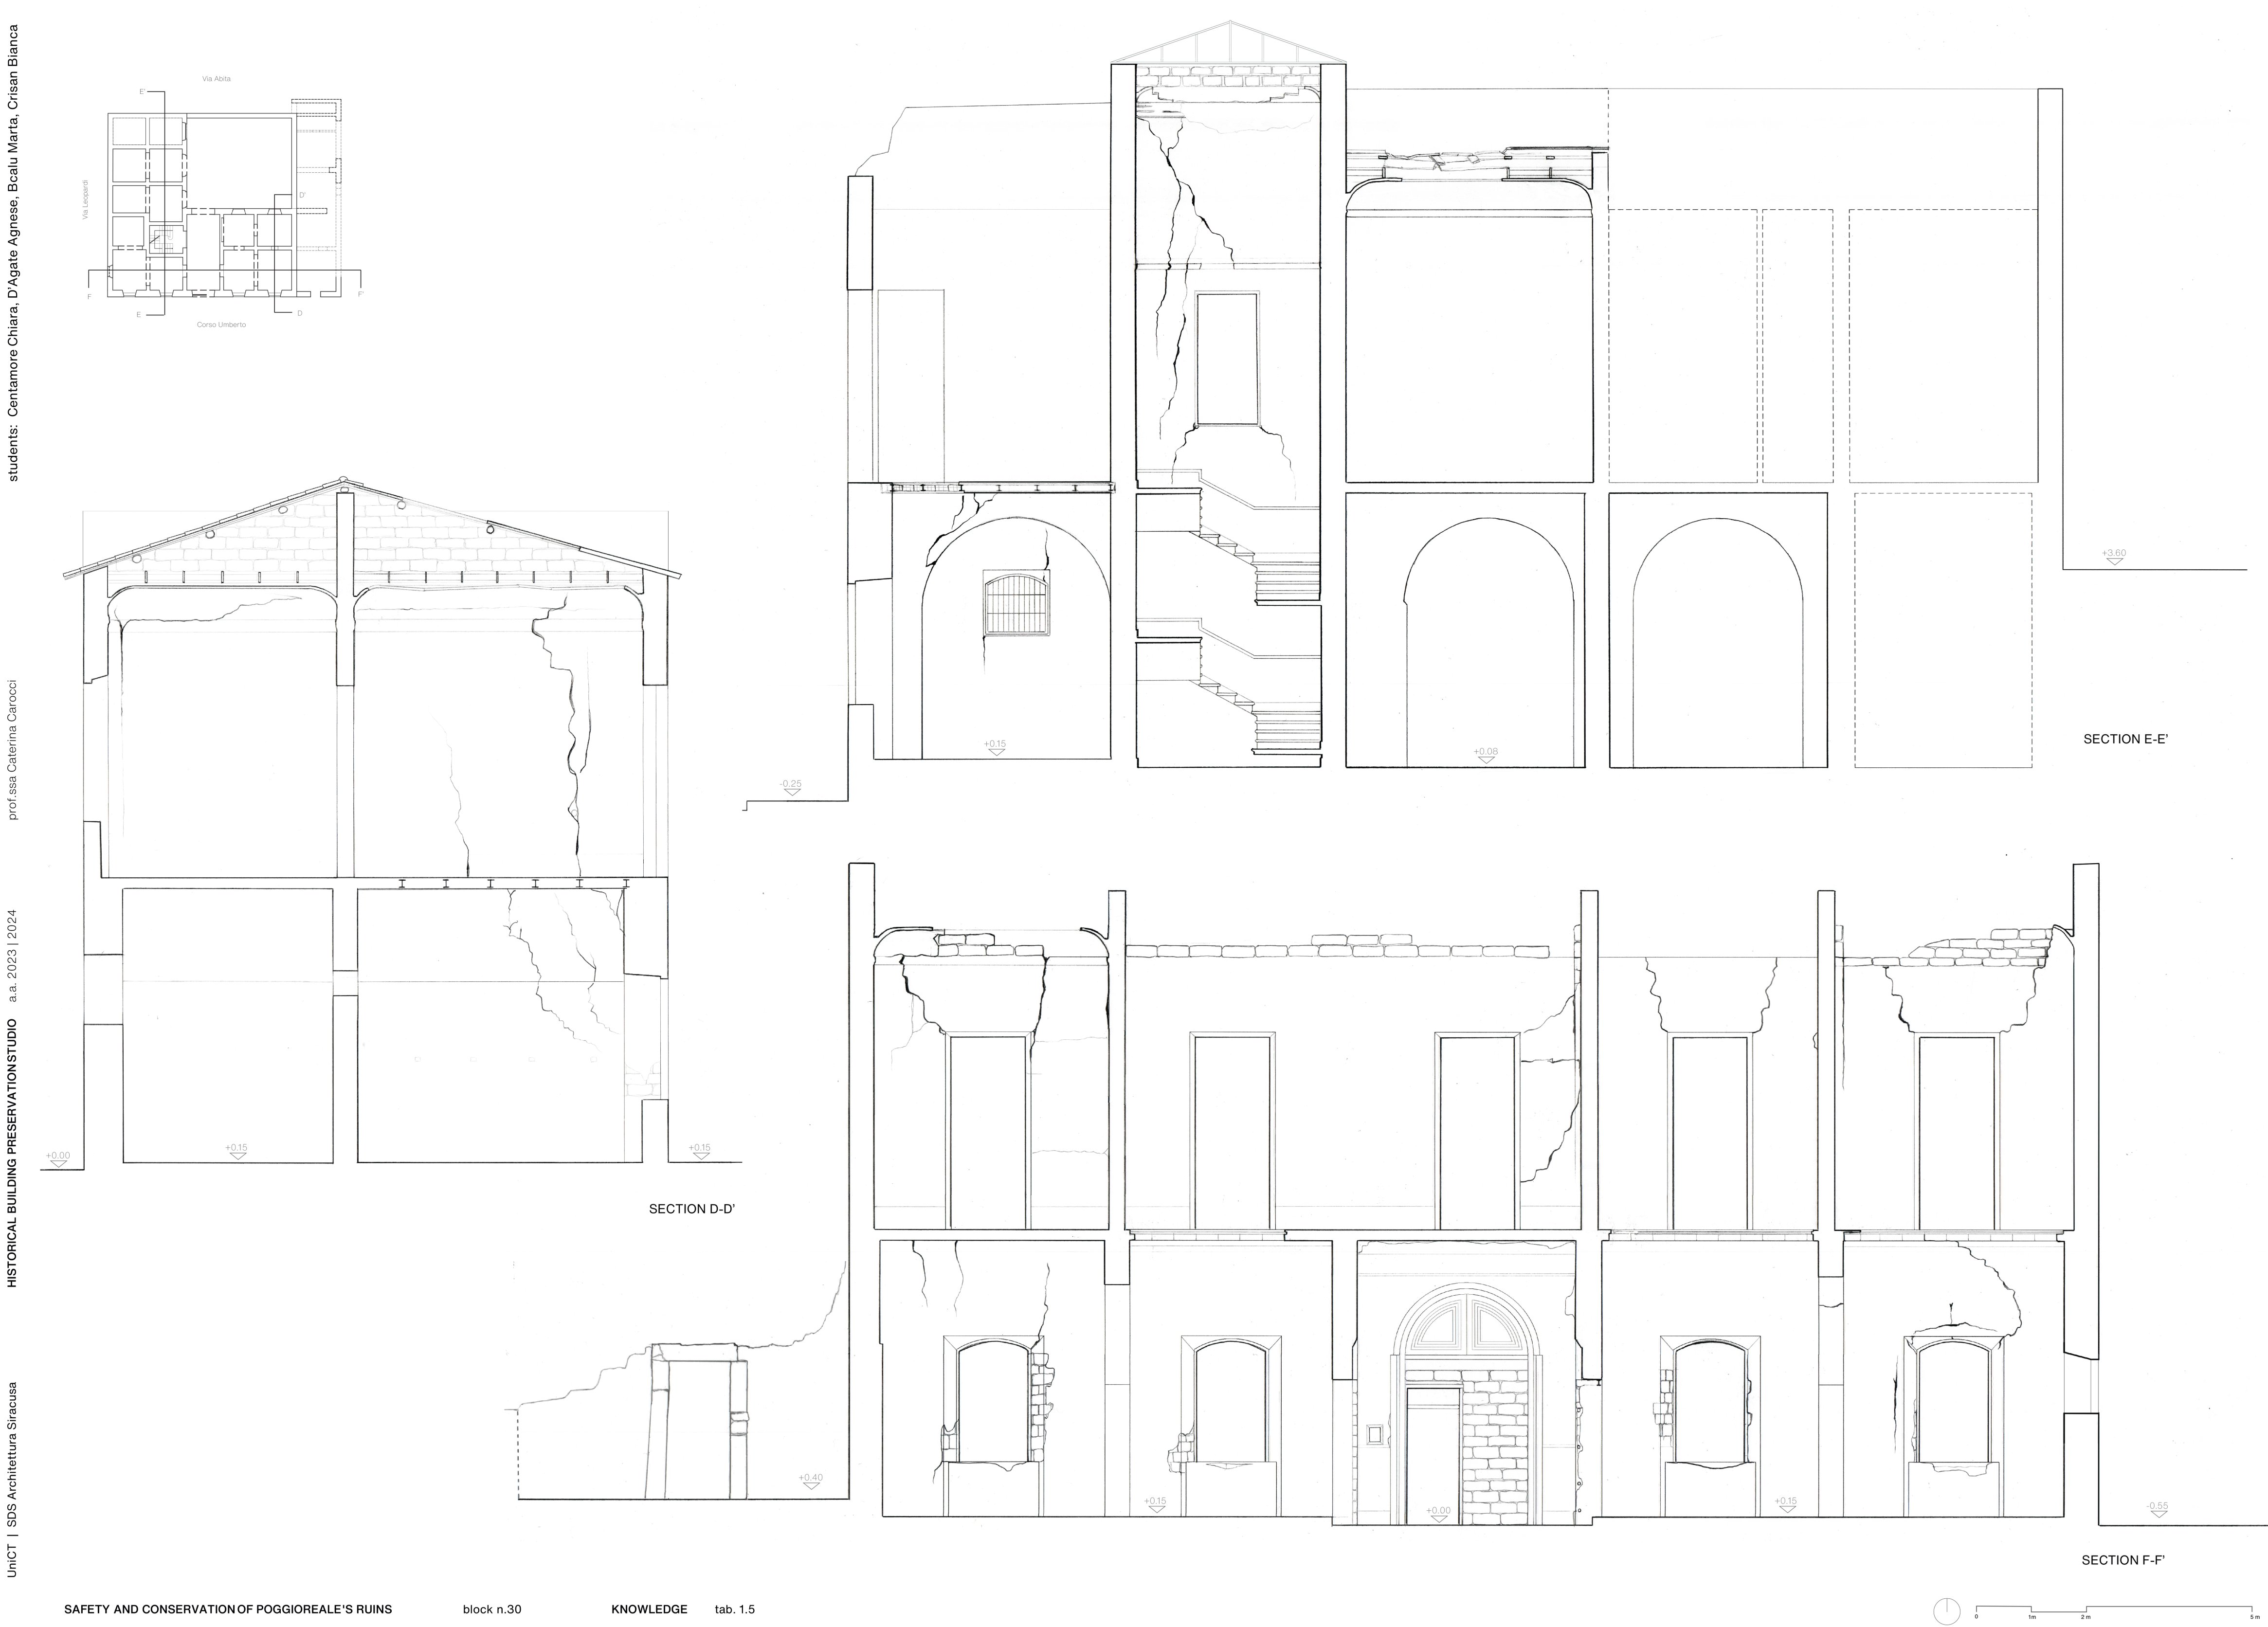 students:  Centamore Chiara, D'Agate Agnese, Bcalu Marta, Crisan Bianca
prof.ssa Caterina Carocci
HISTORICAL BUILDING PRESERVATION STUDIO   a.a. 2023 | 2024
UniCT | SDS Architettura Siracusa
Via Abita
E'
Via Leopardi
D'
F
F'
E
D
Corso Umberto
+3.60
SECTION E-E'
+0.15
+0.08
-0.25
+0.00
+0.15
+0.15
SECTION D-D'
+0.40
+0.15
+0.00
+0.15
-0.55
SECTION F-F'
SAFETY AND CONSERVATION OF POGGIOREALE'S RUINS   block n.30   KNOWLEDGE   tab. 1.5
0   1m   2 m   5 m